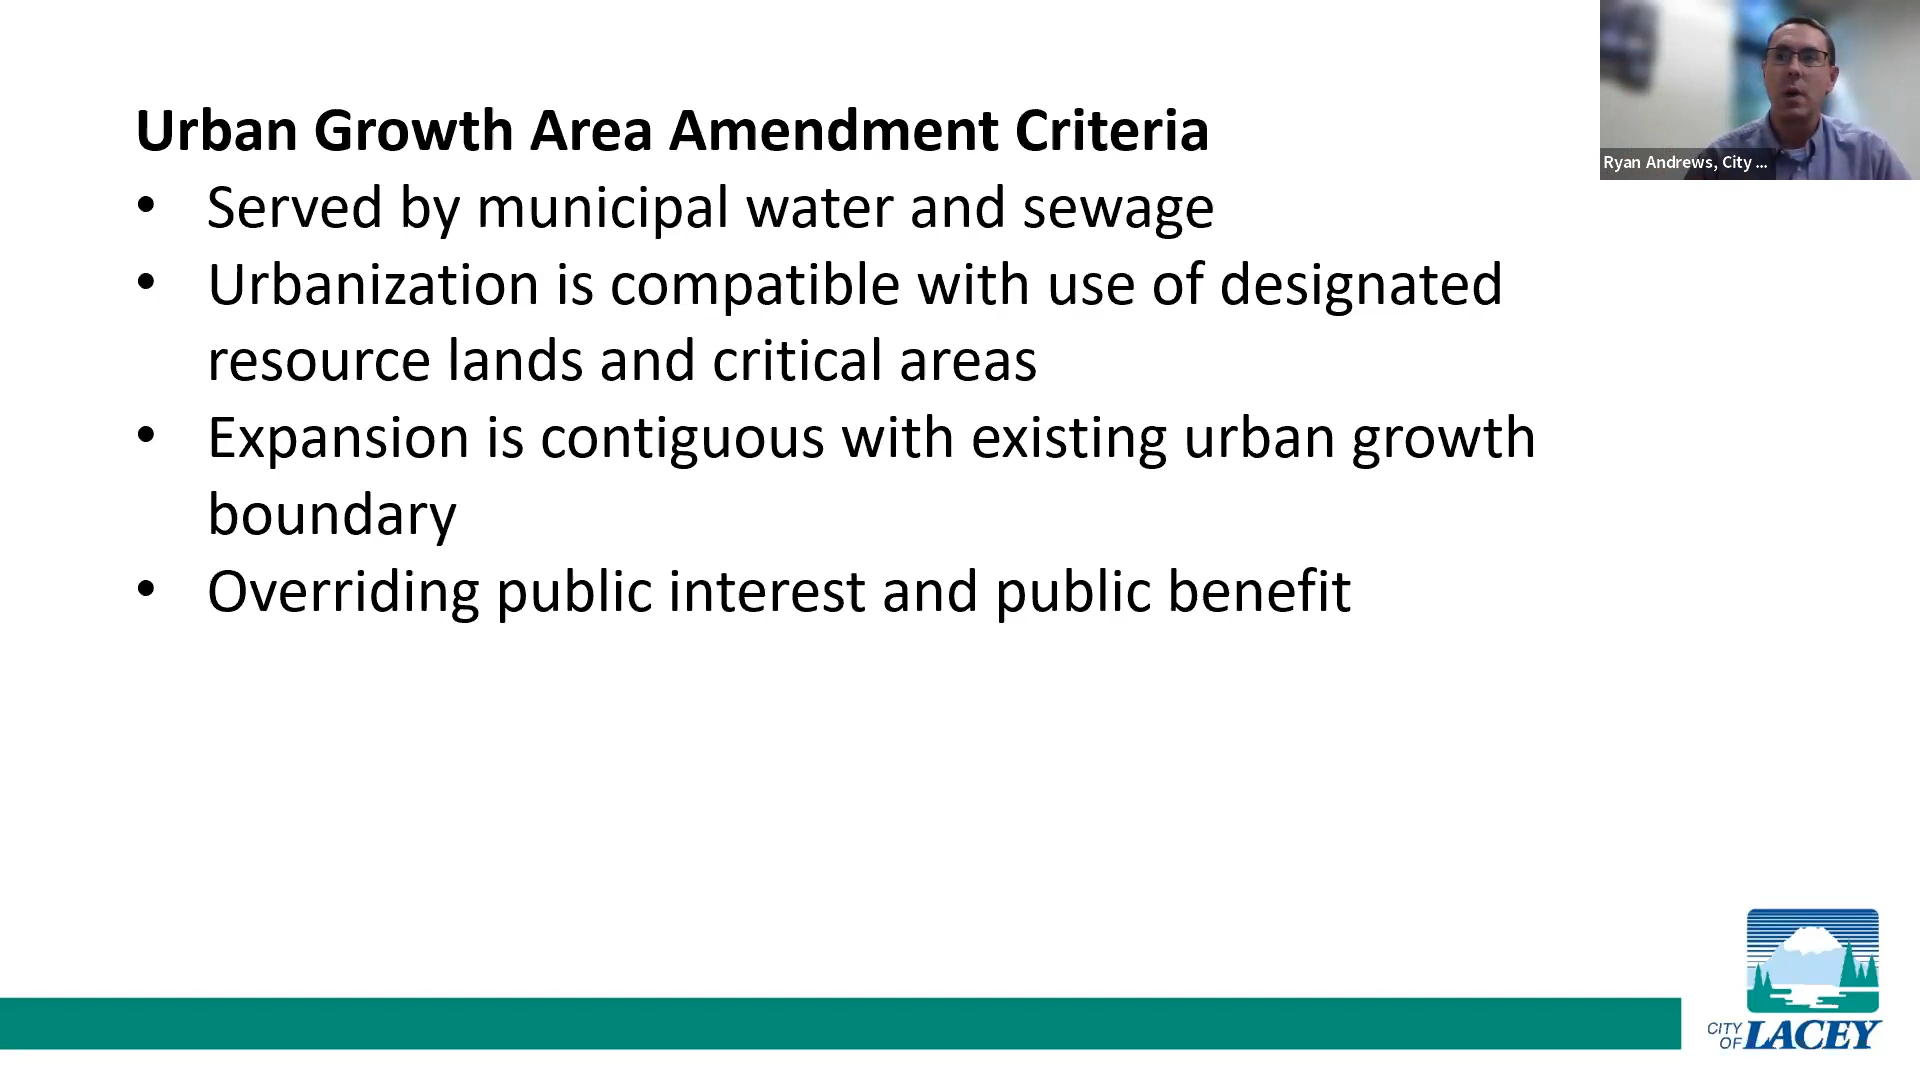 Urban Growth Area Amendment Criteria
• Served by municipal water and sewage
• Urbanization is compatible with use of designated
resource lands and critical areas
• Expansion is contiguous with existing urban growth
boundary
• Overriding public interest and public benefit
Ryan Andrews, City ...
CITY
OF LACEY